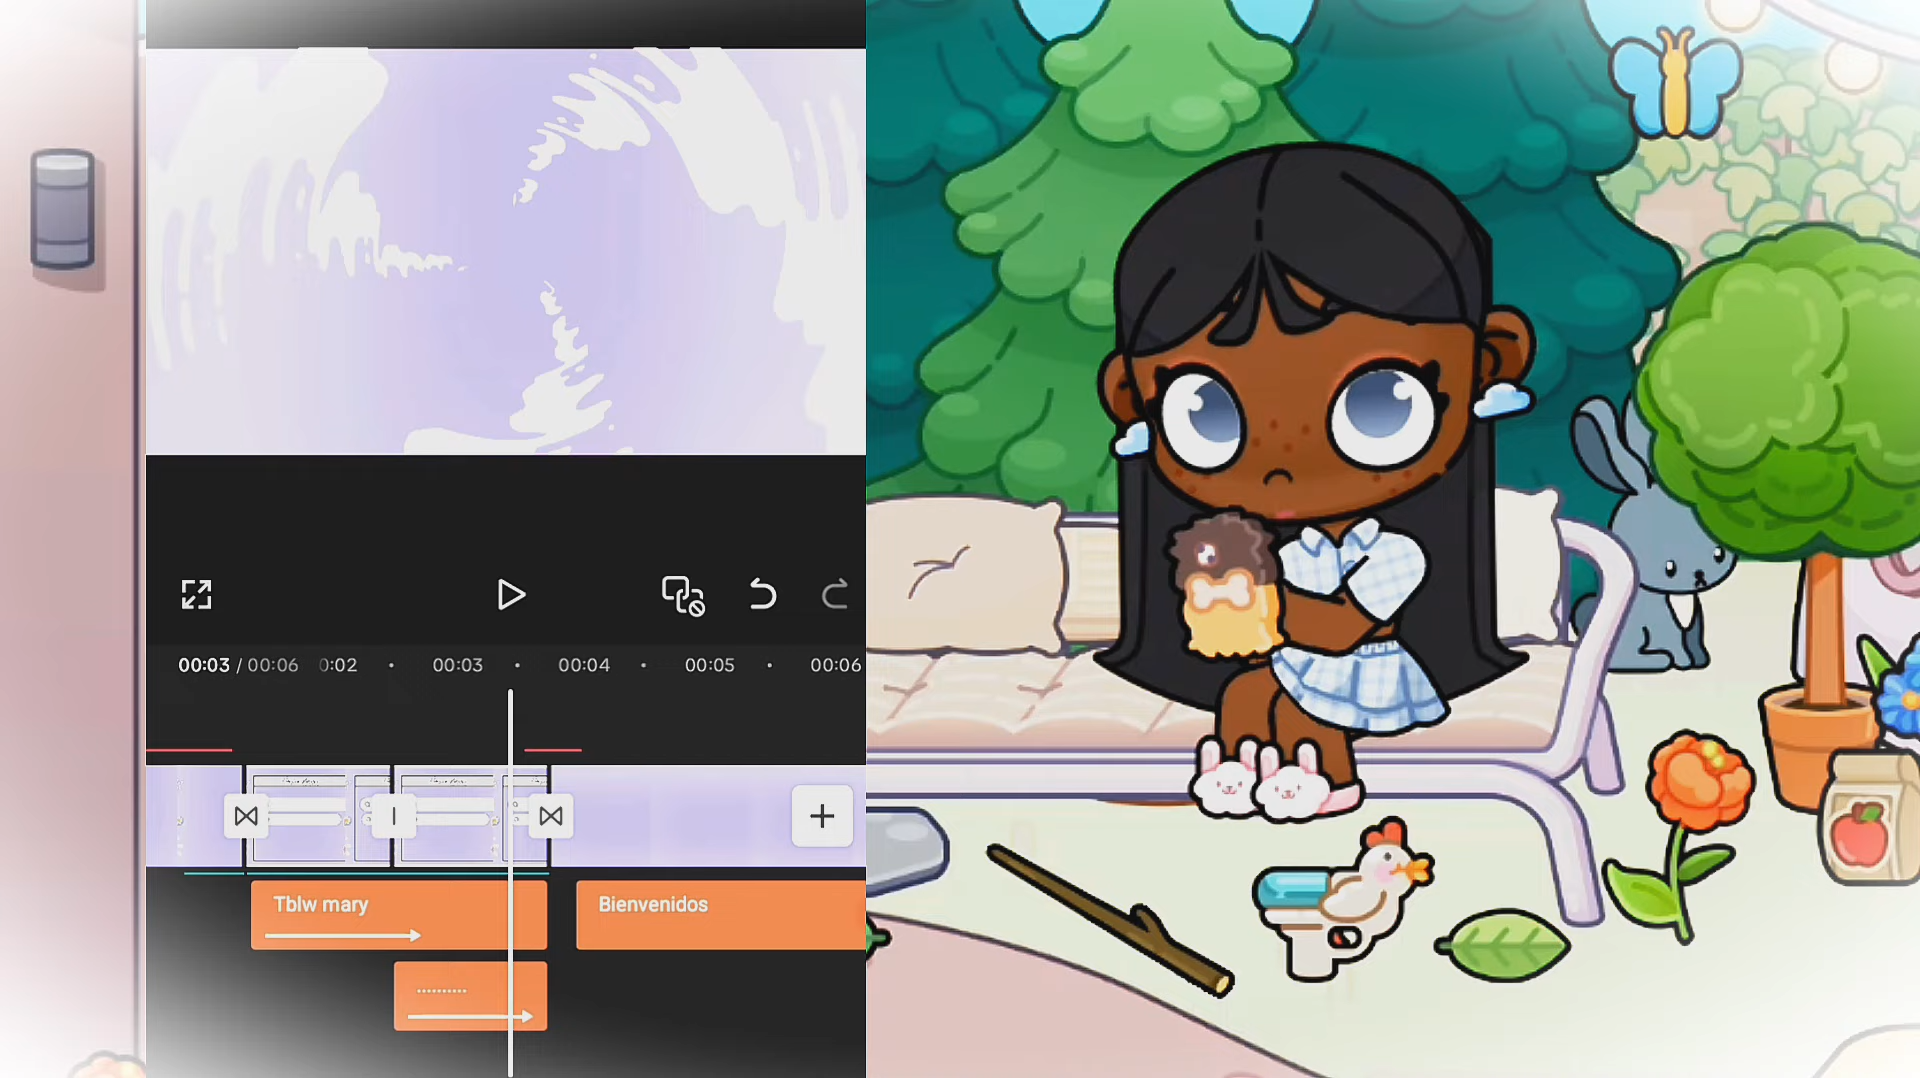 00:03 / 00:06 0:02 • 00:03 • 00:04 • 00:05 • 00:06
Tblw mary
Bienvenidos
..........